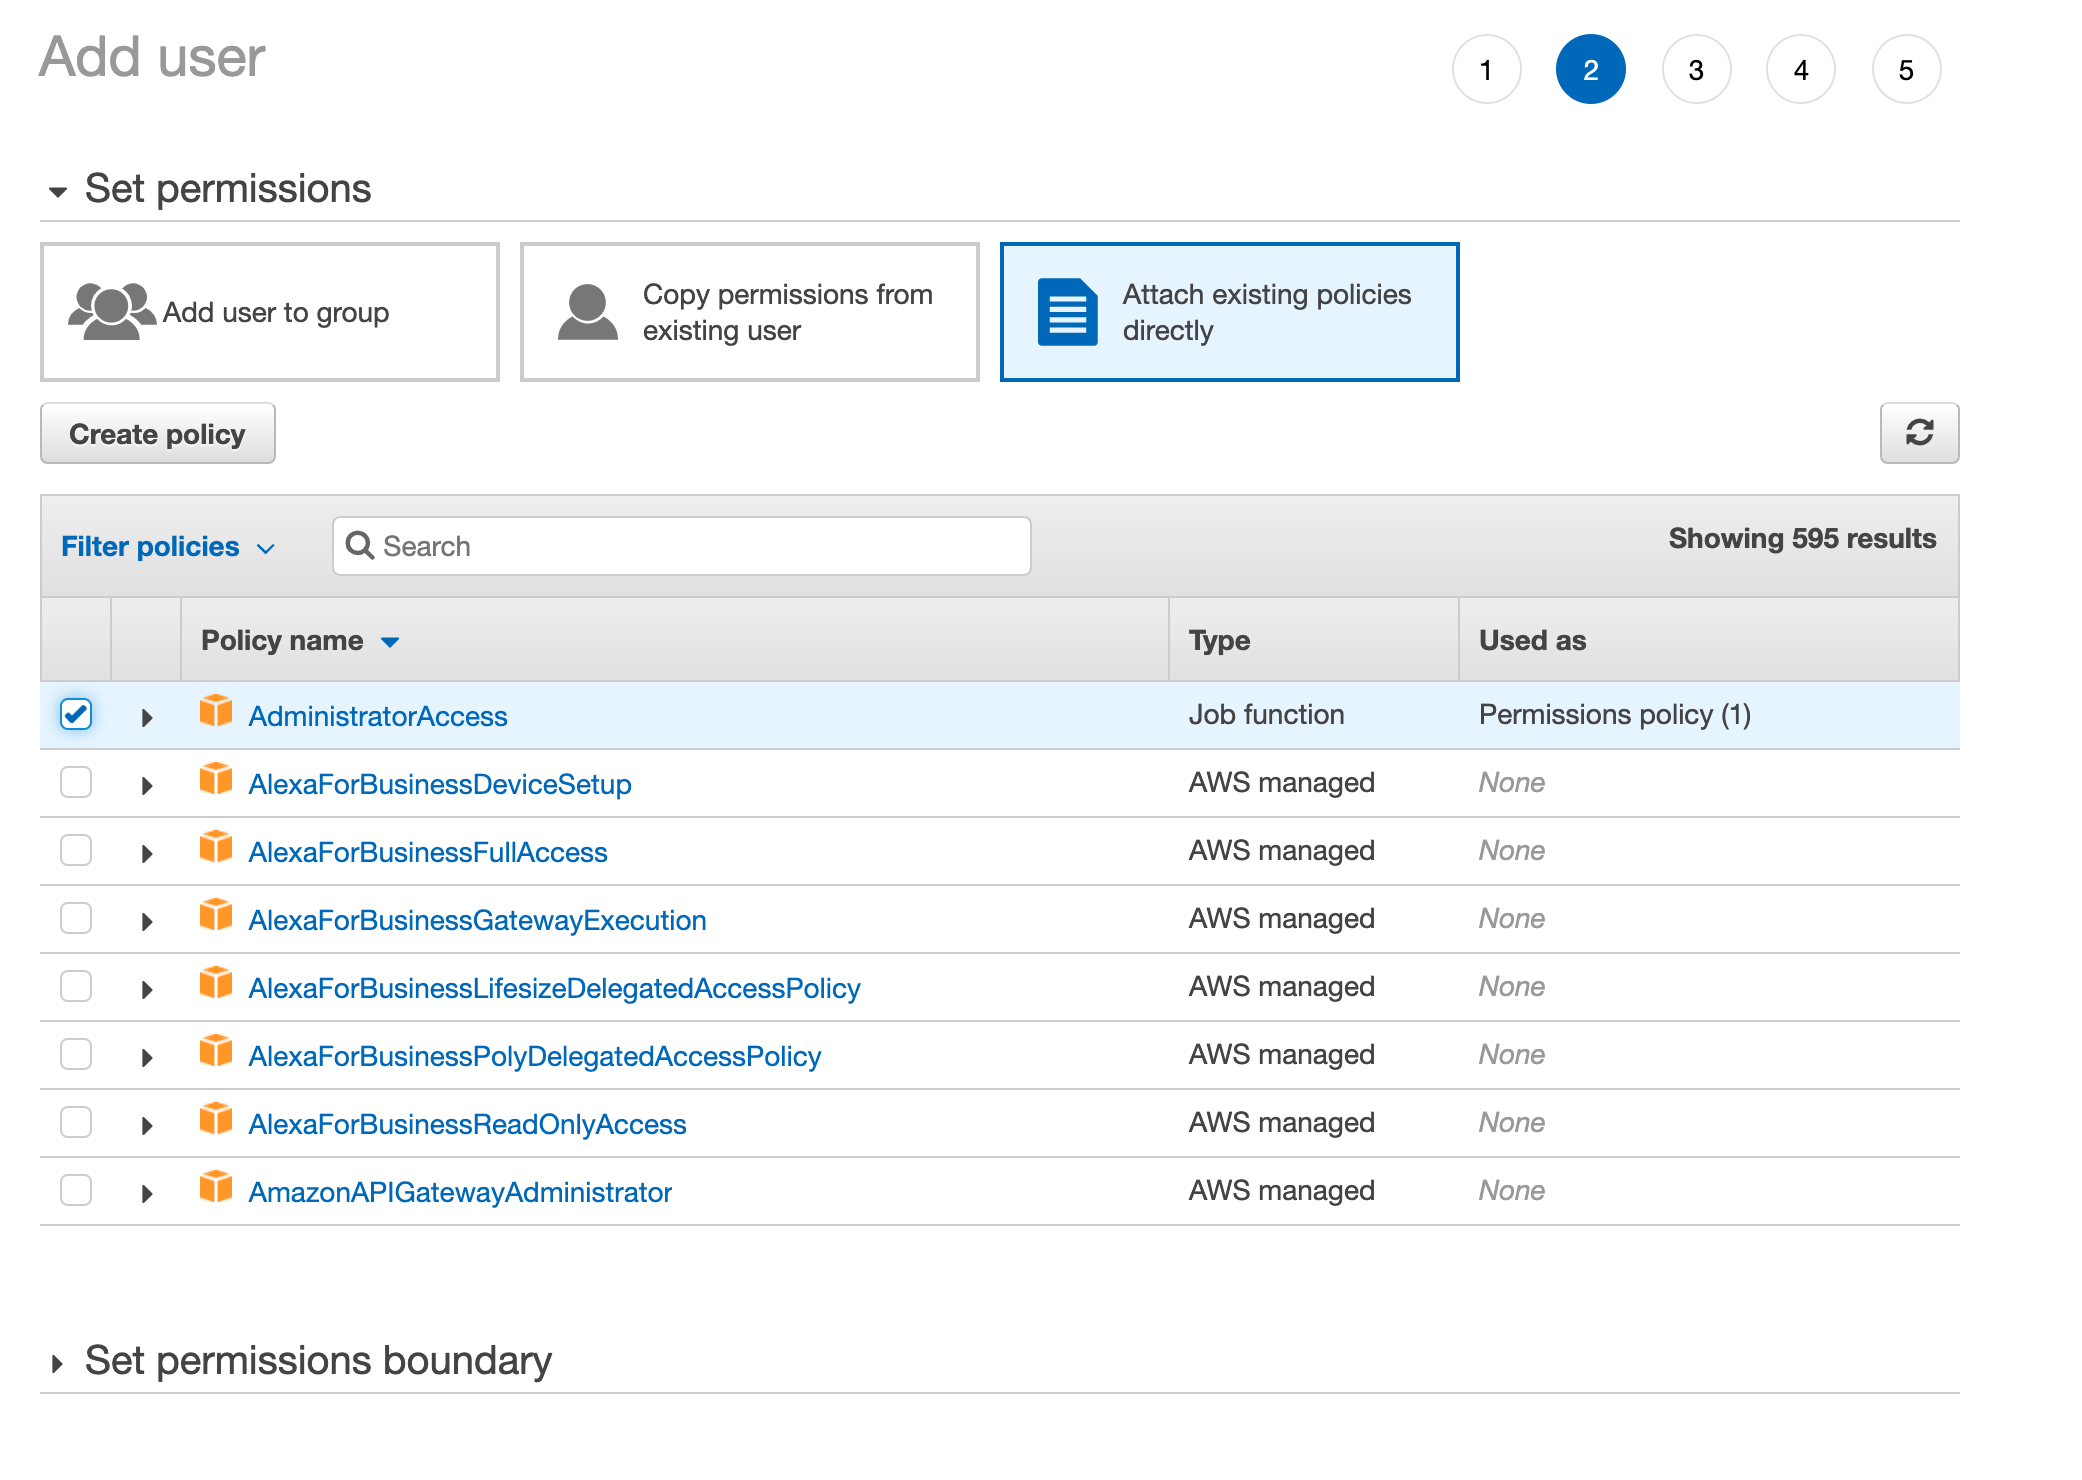 Add user
1 2 3 4 5
Set permissions
Add user to group
Copy permissions from
existing user
Attach existing policies
directly
Create policy
Filter policies
Search
Showing 595 results
Policy name Type Used as
AdministratorAccess Job function Permissions policy (1)
AlexaForBusinessDeviceSetup AWS managed None
AlexaForBusinessFullAccess AWS managed None
AlexaForBusinessGatewayExecution AWS managed None
AlexaForBusinessLifesizeDelegatedAccessPolicy AWS managed None
AlexaForBusinessPolyDelegatedAccessPolicy AWS managed None
AlexaForBusinessReadOnlyAccess AWS managed None
AmazonAPIGatewayAdministrator AWS managed None
Set permissions boundary